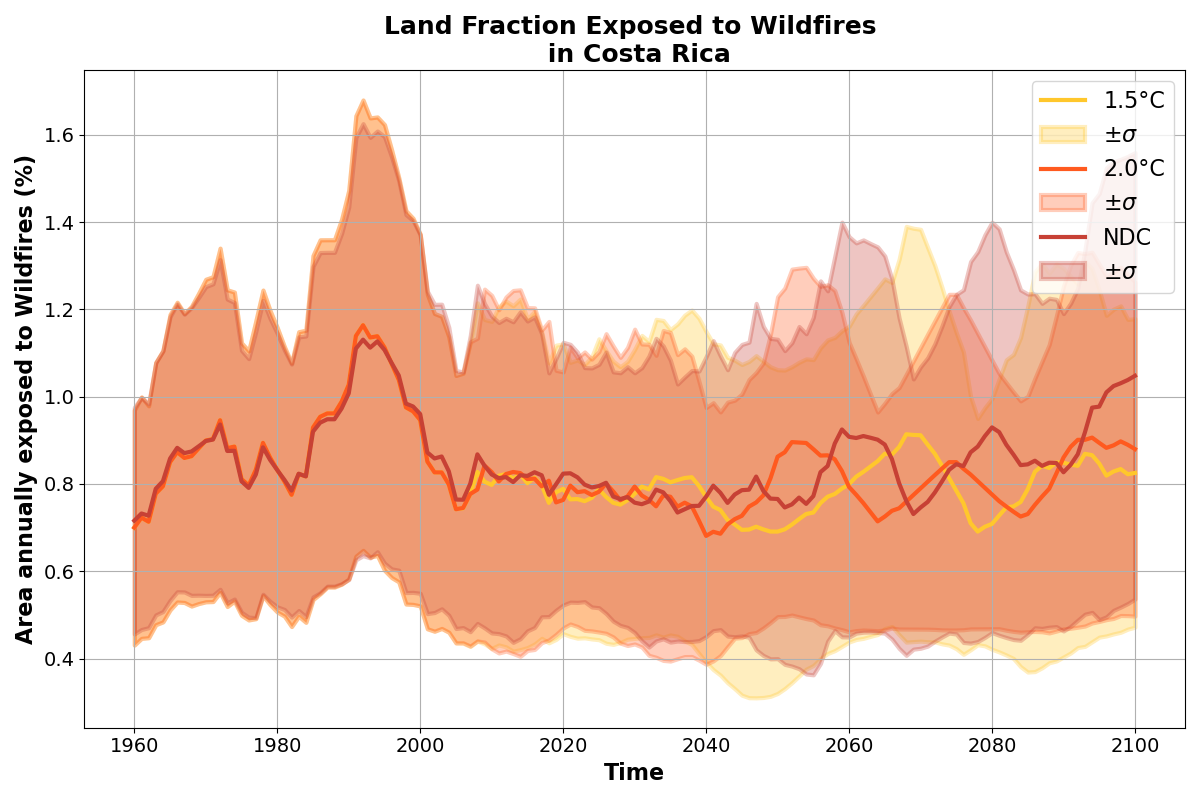 Land Fraction Exposed to Wildfires
in Costa Rica
Area annually exposed to Wildfires (%)
1.6
1.4
1.2
1.0
0.8
0.6
0.4
1.5°C
±σ
2.0°C
±σ
NDC
±σ
1960 1980 2000 2020 2040 2060 2080 2100
Time